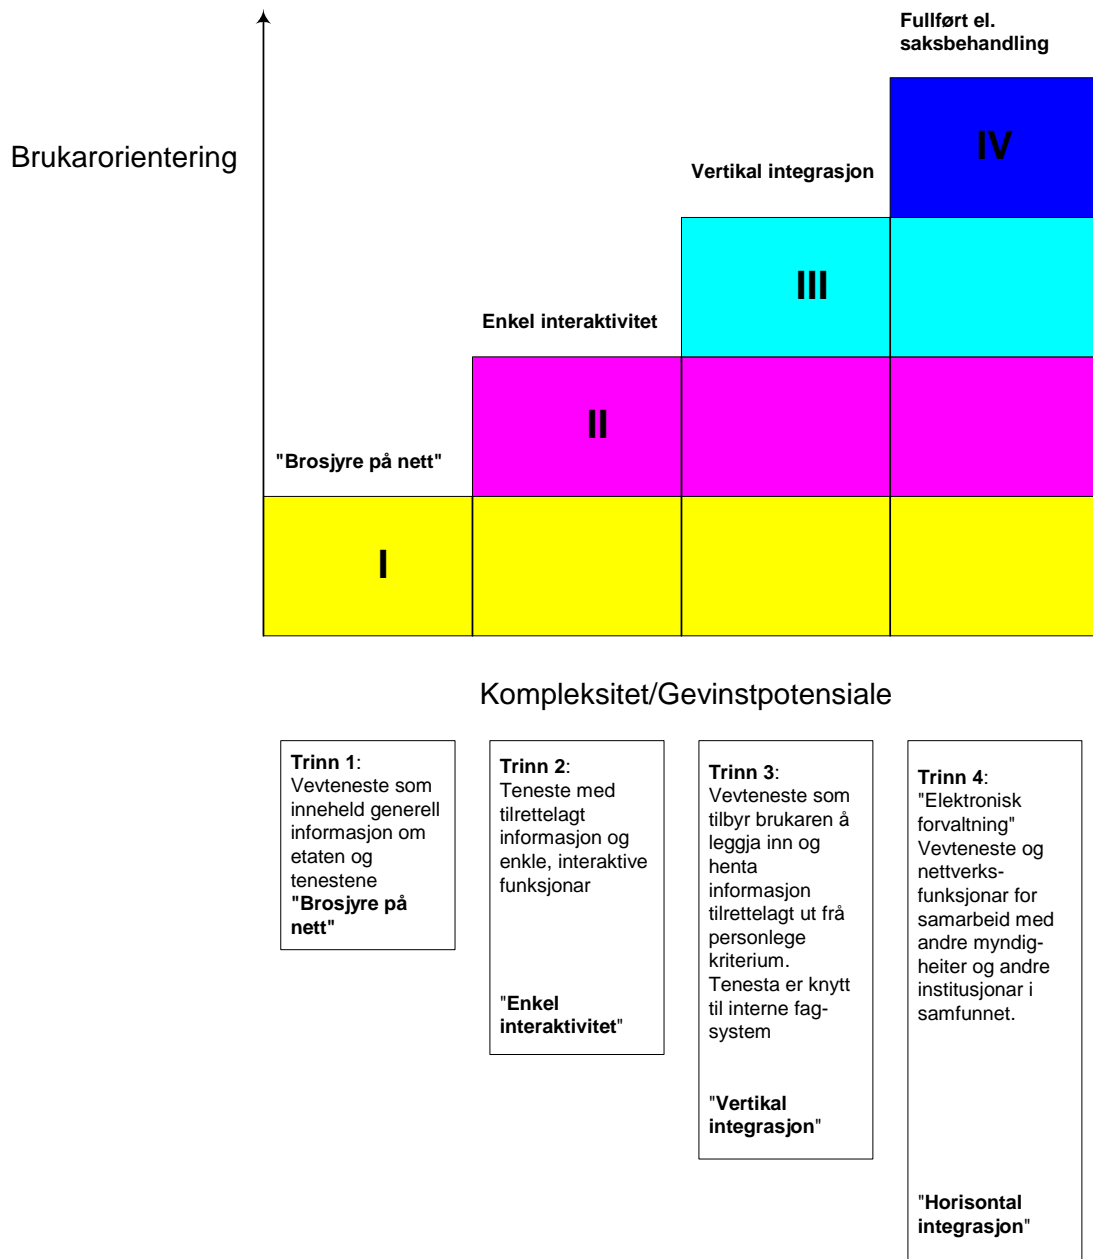 Fullført el.
saksbehandling
Brukarorientering
IV
Vertikal integrasjon
III
Enkel interaktivitet
II
"Brosjyre på nett"
I
Kompleksitet/Gevinstpotensiale
Trinn 1:
Vevteneste som
inneheld generell
informasjon om
etaten og
tenestene
"Brosjyre på
nett"
Trinn 2:
Teneste med
tilrettelagt
informasjon og
enkle, interaktive
funksjonar
"Enkel
interaktivitet"
Trinn 3:
Vevteneste som
tilbyr brukaren å
leggja inn og
henta
informasjon
tilrettelagt ut frå
personlege
kriterium.
Tenesta er knytt
til interne fag-
system
"Vertikal
integrasjon"
Trinn 4:
"Elektronisk
forvaltning"
Vevteneste og
nettverks-
funksjonar for
samarbeid med
andre myndig-
heiter og andre
institusjonar i
samfunnet.
"Horisontal
integrasjon"